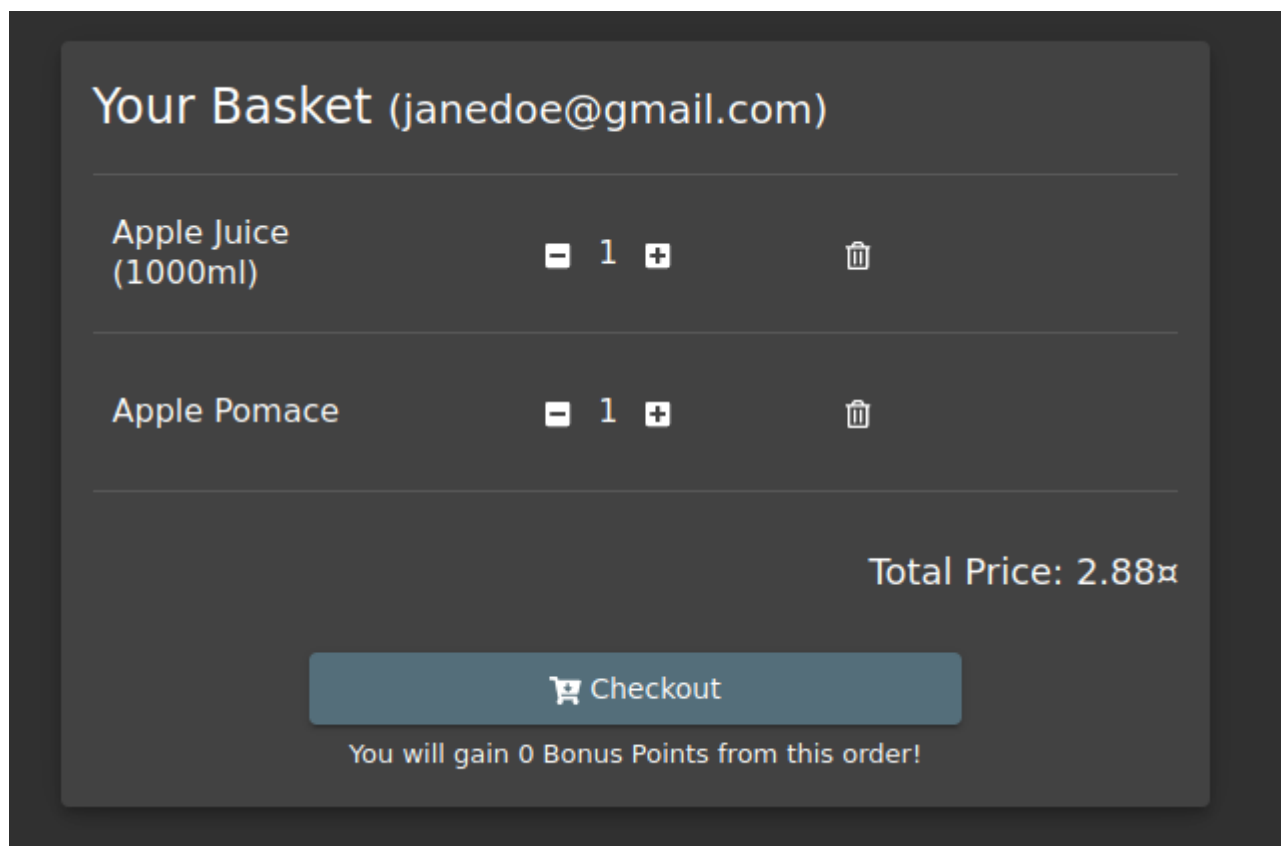 Your Basket (janedoe@gmail.com)
Apple Juice
(1000ml)
1
Apple Pomace
1
Total Price: 2.88¤
Checkout
You will gain 0 Bonus Points from this order!